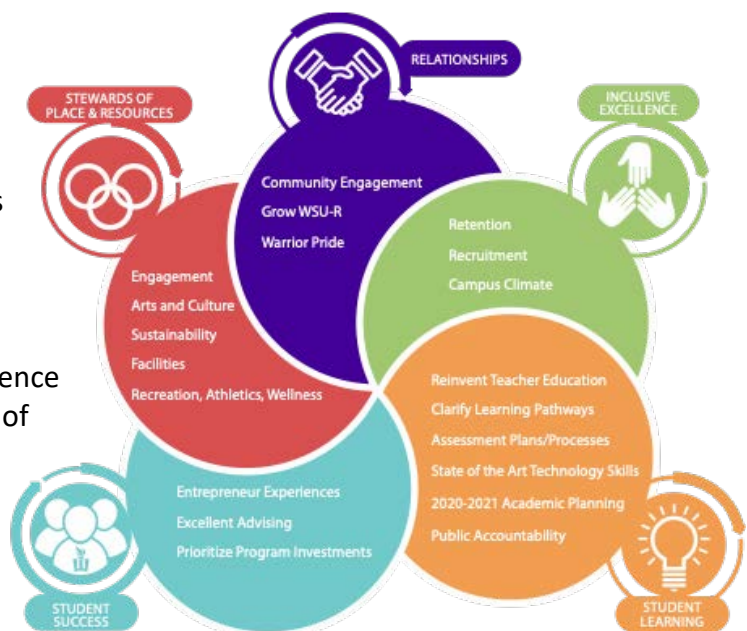 RELATIONSHIPS
STEWARDS OF
PLACE & RESOURCES
INCLUSIVE
EXCELLENCE
s
ence
of
Community Engagement
Grow WSU-R
Warrior Pride
Retention
Recruitment
Campus Climate
Engagement
Arts and Culture
Sustainability
Facilities
Recreation, Athletics, Wellness
Reinvent Teacher Education
Clarify Learning Pathways
Assessment Plans/Processes
State of the Art Technology Skills
2020-2021 Academic Planning
Public Accountability
Entrepreneur Experiences
Excellent Advising
Prioritize Program Investments
STUDENT
SUCCESS
STUDENT
LEARNING